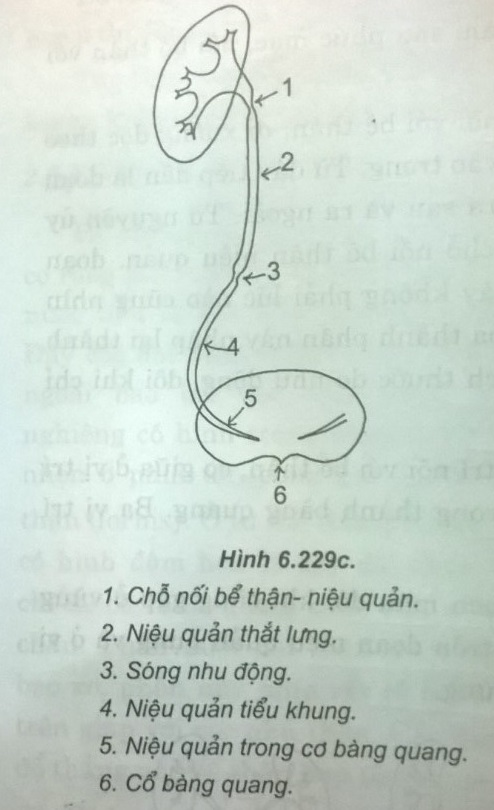 1
2
3
4
5
6
Hình 6.229c.
1. Chỗ nối bể thận- niệu quản.
2. Niệu quản thắt lưng.
3. Sóng nhu động.
4. Niệu quản tiểu khung.
5. Niệu quản trong cơ bàng quang.
6. Cổ bàng quang.